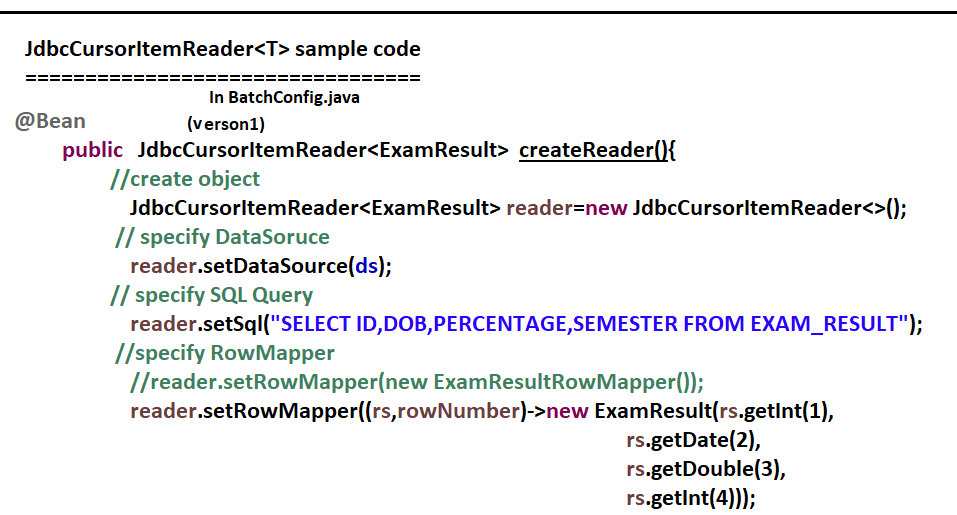 JdbcCursorItemReader<T> sample code
=================================
In BatchConfig.java
@Bean (verson1)
public JdbcCursorItemReader<ExamResult> createReader(){
//create object
JdbcCursorItemReader<ExamResult> reader=new JdbcCursorItemReader<>();
// specify DataSoruce
reader.setDataSource(ds);
// specify SQL Query
reader.setSql("SELECT ID,DOB,PERCENTAGE,SEMESTER FROM EXAM_RESULT");
//specify RowMapper
//reader.setRowMapper(new ExamResultRowMapper());
reader.setRowMapper((rs,rowNumber)->new ExamResult(rs.getInt(1),
rs.getDate(2),
rs.getDouble(3),
rs.getInt(4)));